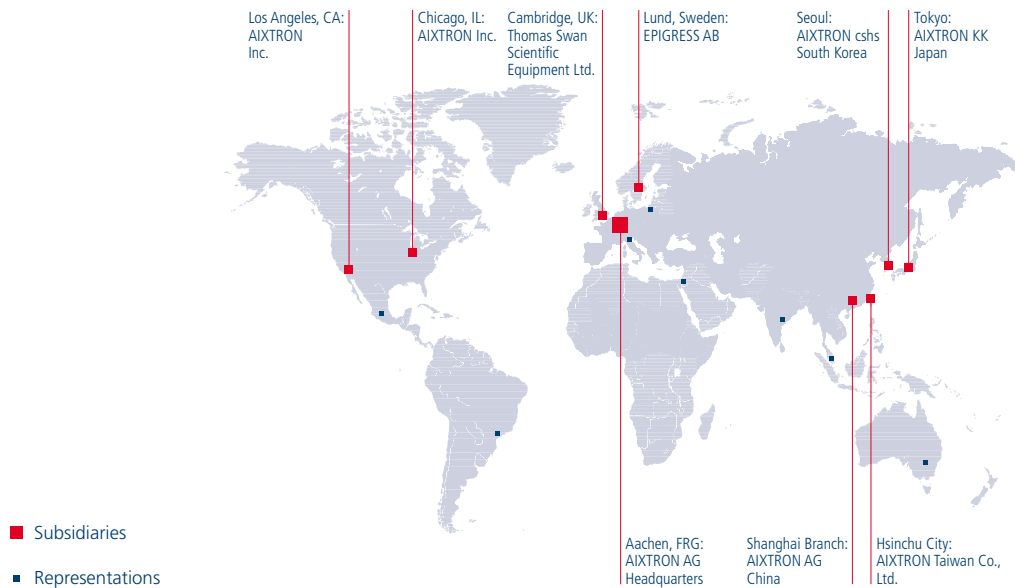 Los Angeles, CA:
AIXTRON
Inc.
Chicago, IL:
AIXTRON Inc.
Cambridge, UK:
Thomas Swan
Scientific
Equipment Ltd.
Lund, Sweden:
EPIGRESS AB
Seoul:
AIXTRON cshs
South Korea
Tokyo:
AIXTRON KK
Japan
Subsidiaries
Representations
Aachen, FRG:
AIXTRON AG
Headquarters
Shanghai Branch:
AIXTRON AG
China
Hsinchu City:
AIXTRON Taiwan Co.,
Ltd.